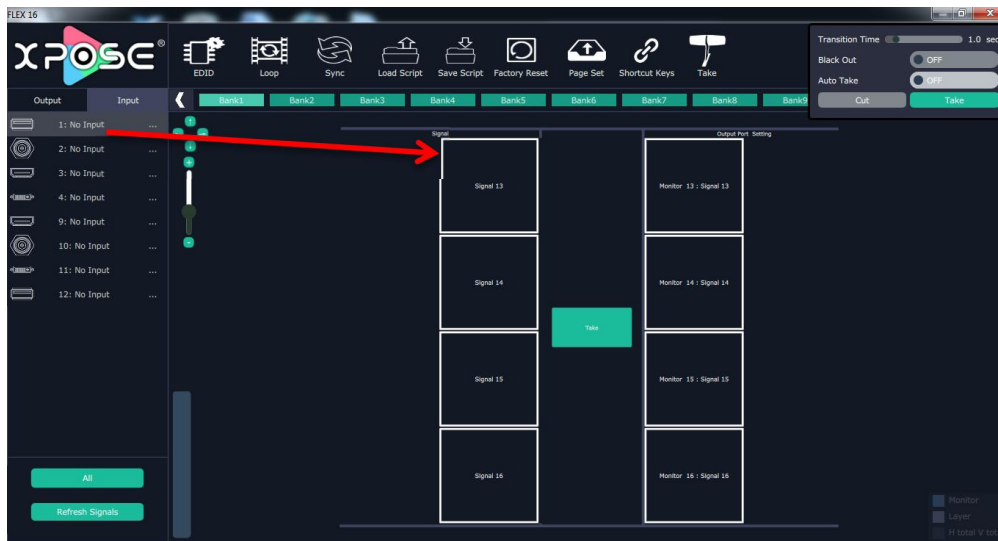 FLEX 16
XPOSE®
EDID
Loop
Sync
Load Script
Save Script
Factory Reset
Page Set
Shortcut Keys
Take
Transition Time
1.0 sec
Black Out
OFF
Auto Take
OFF
Cut
Take
Output
Input
Bank1
Bank2
Bank3
Bank4
Bank5
Bank6
Bank7
Bank8
Bank9
1: No Input ...
2: No Input ...
3: No Input ...
4: No Input ...
9: No Input ...
10: No Input ...
11: No Input ...
12: No Input ...
Signal
Output Port Setting
Signal 13
Monitor 13 : Signal 13
Signal 14
Monitor 14 : Signal 14
Take
Signal 15
Monitor 15 : Signal 15
Signal 16
Monitor 16 : Signal 16
All
Refresh Signals
Monitor
Layer
H total V tot